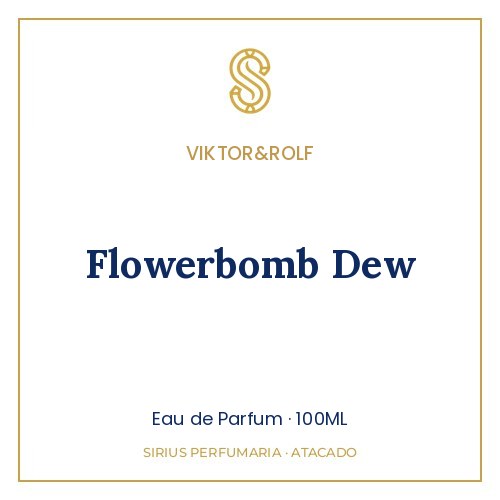 VIKTOR&ROLF
Flowerbomb Dew
Eau de Parfum · 100ML
SIRIUS PERFUMARIA · ATACADO